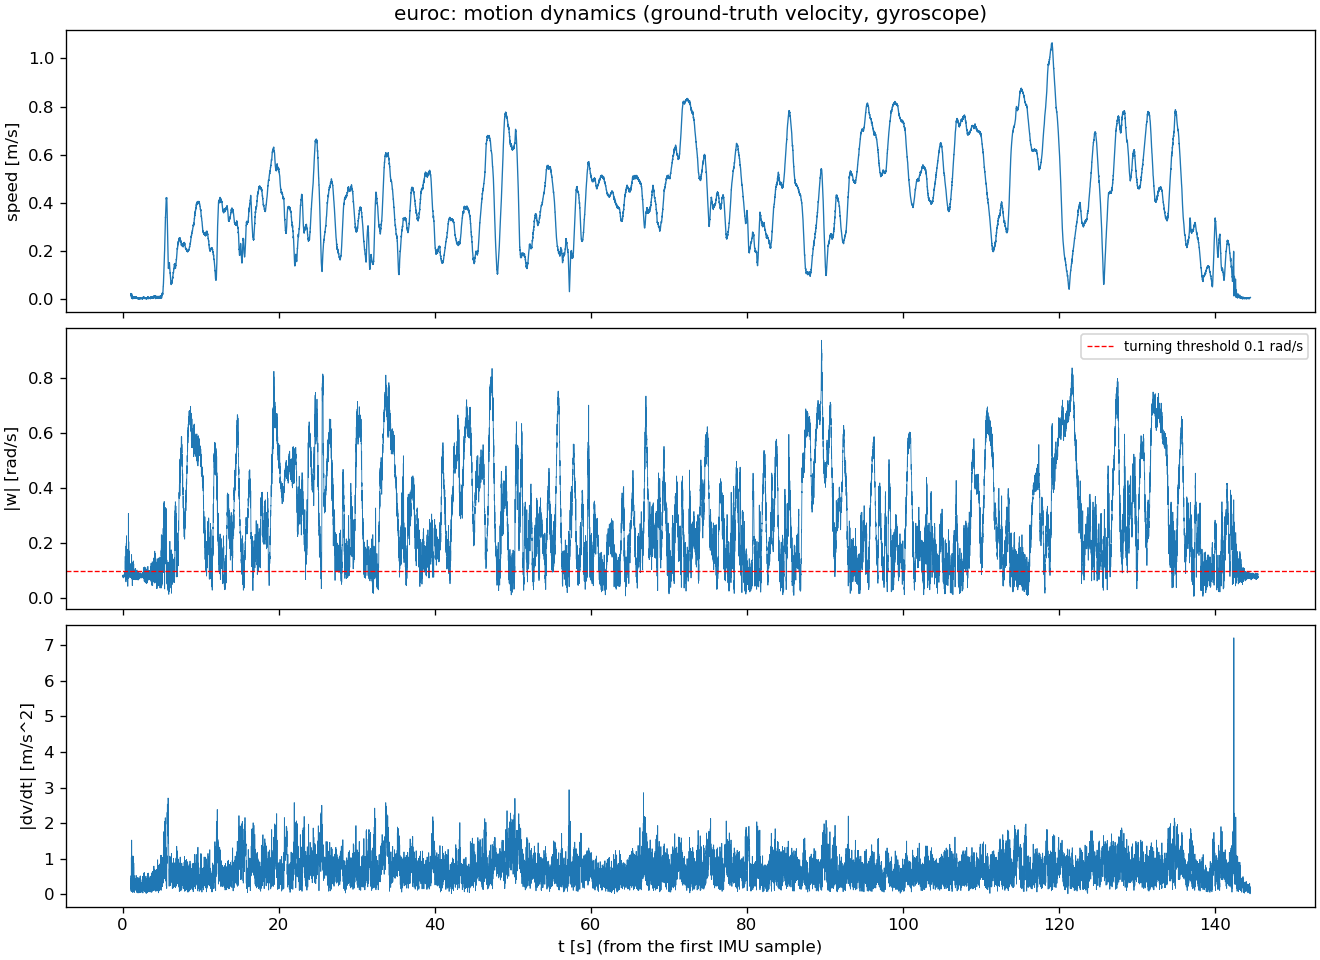 euroc: motion dynamics (ground-truth velocity, gyroscope)
speed [m/s]
1.0
0.8
0.6
0.4
0.2
0.0
|w| [rad/s]
0.8
0.6
0.4
0.2
0.0
turning threshold 0.1 rad/s
|dv/dt| [m/s^2]
7
6
5
4
3
2
1
0
0 20 40 60 80 100 120 140
t [s] (from the first IMU sample)